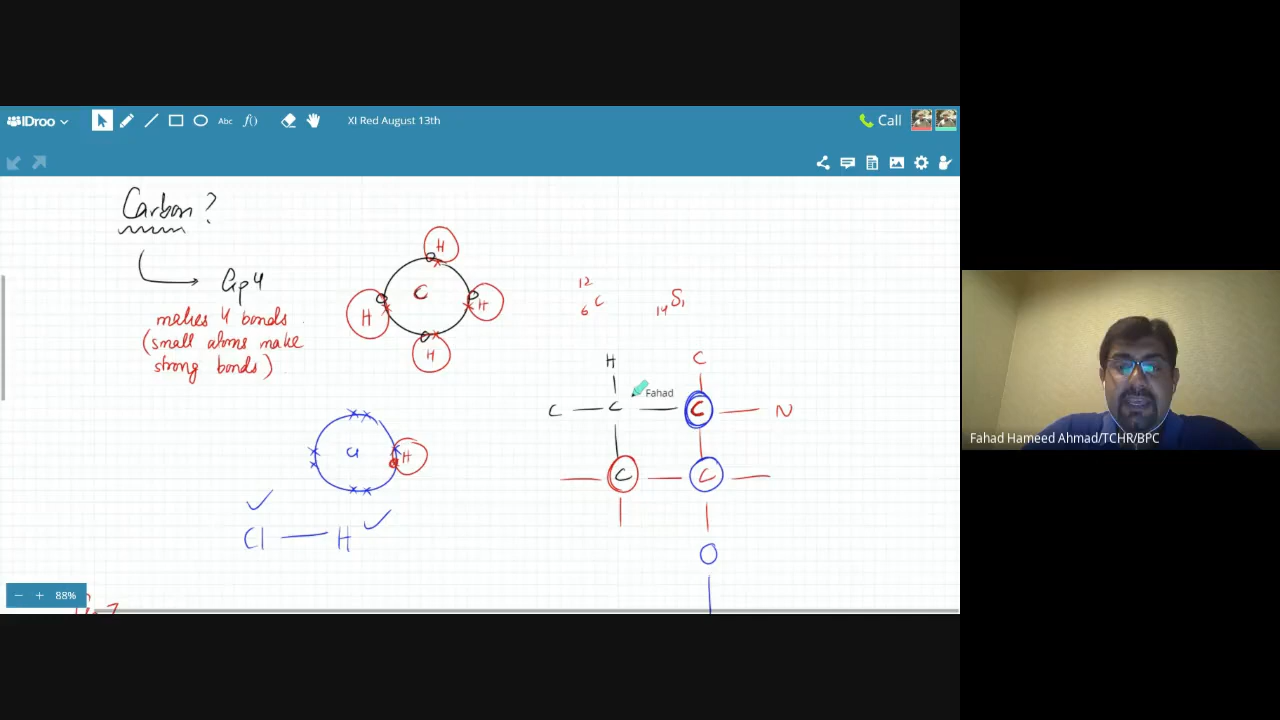 IDroo
Abc
f()
XI Red August 13th
Call
Carbon?
Gp 4
makes 4 bonds
(small atoms make
strong bonds)
H
H
C
H
H
12
6 C
14 Si
H
C
Fahad
C — C — C — N
C — C
O
Cl
H
Cl — H
88%
Fahad Hameed Ahmad/TCHR/BPC